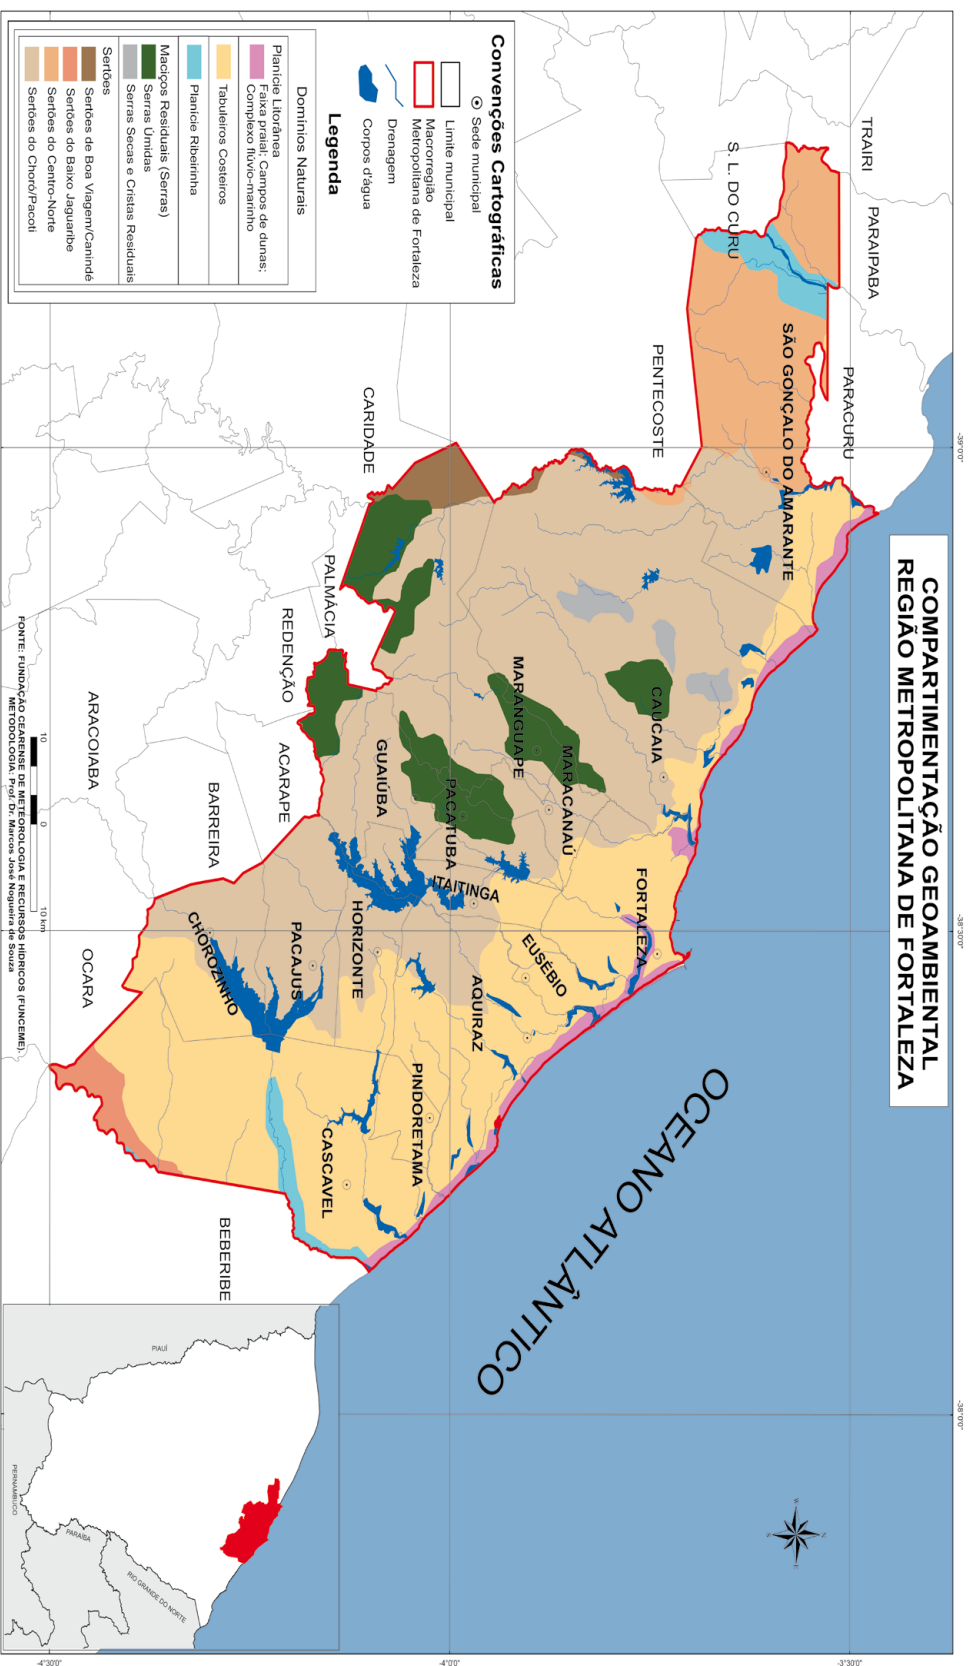 COMPARTIMENTAÇÃO GEOAMBIENTAL
REGIÃO METROPOLITANA DE FORTALEZA
-39°0'0"
-38°30'0"
-38°0'0"
-3°30'0"
-4°0'0"
-4°30'0"
TRAIRI
PARAIPABA
PARACURU
S. L. DO CURU
SÃO GONÇALO DO AMARANTE
PENTECOSTE
CARIDADE
PALMÁCIA
REDENÇÃO
ACARAPE
BARREIRA
ARACOIABA
OCARA
BEBERIBE
CAUCAIA
MARANGUAPE
MARACANAÚ
PACATUBA
GUAIÚBA
ITAITINGA
FORTALEZA
EUSÉBIO
AQUIRAZ
HORIZONTE
PACAJUS
CHOROZINHO
PINDORETAMA
CASCAVEL
OCEANO ATLÂNTICO
N
W
E
S
Convenções Cartográficas
Sede municipal
Limite municipal
Macrorregião
Metropolitana de Fortaleza
Drenagem
Corpos d'água
Legenda
Domínios Naturais
Planície Litorânea
Faixa praial; Campos de dunas;
Complexo flúvio-marinho
Tabuleiros Costeiros
Planície Ribeirinha
Maciços Residuais (Serras)
Serras Úmidas
Serras Secas e Cristas Residuais
Sertões
Sertões de Boa Viagem/Canindé
Sertões do Baixo Jaguaribe
Sertões do Centro-Norte
Sertões do Choró/Pacoti
10 0 10 km
FONTE: FUNDAÇÃO CEARENSE DE METEOROLOGIA E RECURSOS HÍDRICOS (FUNCEME).
METODOLOGIA: Prof. Dr. Marcos José Nogueira de Souza
PIAUÍ
PERNAMBUCO
PARAÍBA
RIO GRANDE DO NORTE